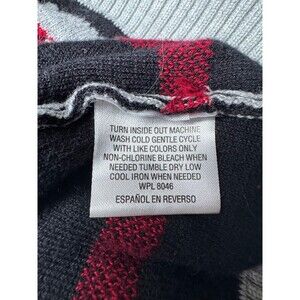 TURN INSIDE OUT MACHINE
WASH COLD GENTLE CYCLE
WITH LIKE COLORS ONLY
NON-CHLORINE BLEACH WHEN
NEEDED TUMBLE DRY LOW
COOL IRON WHEN NEEDED
WPL 8046
ESPAÑOL EN REVERSO